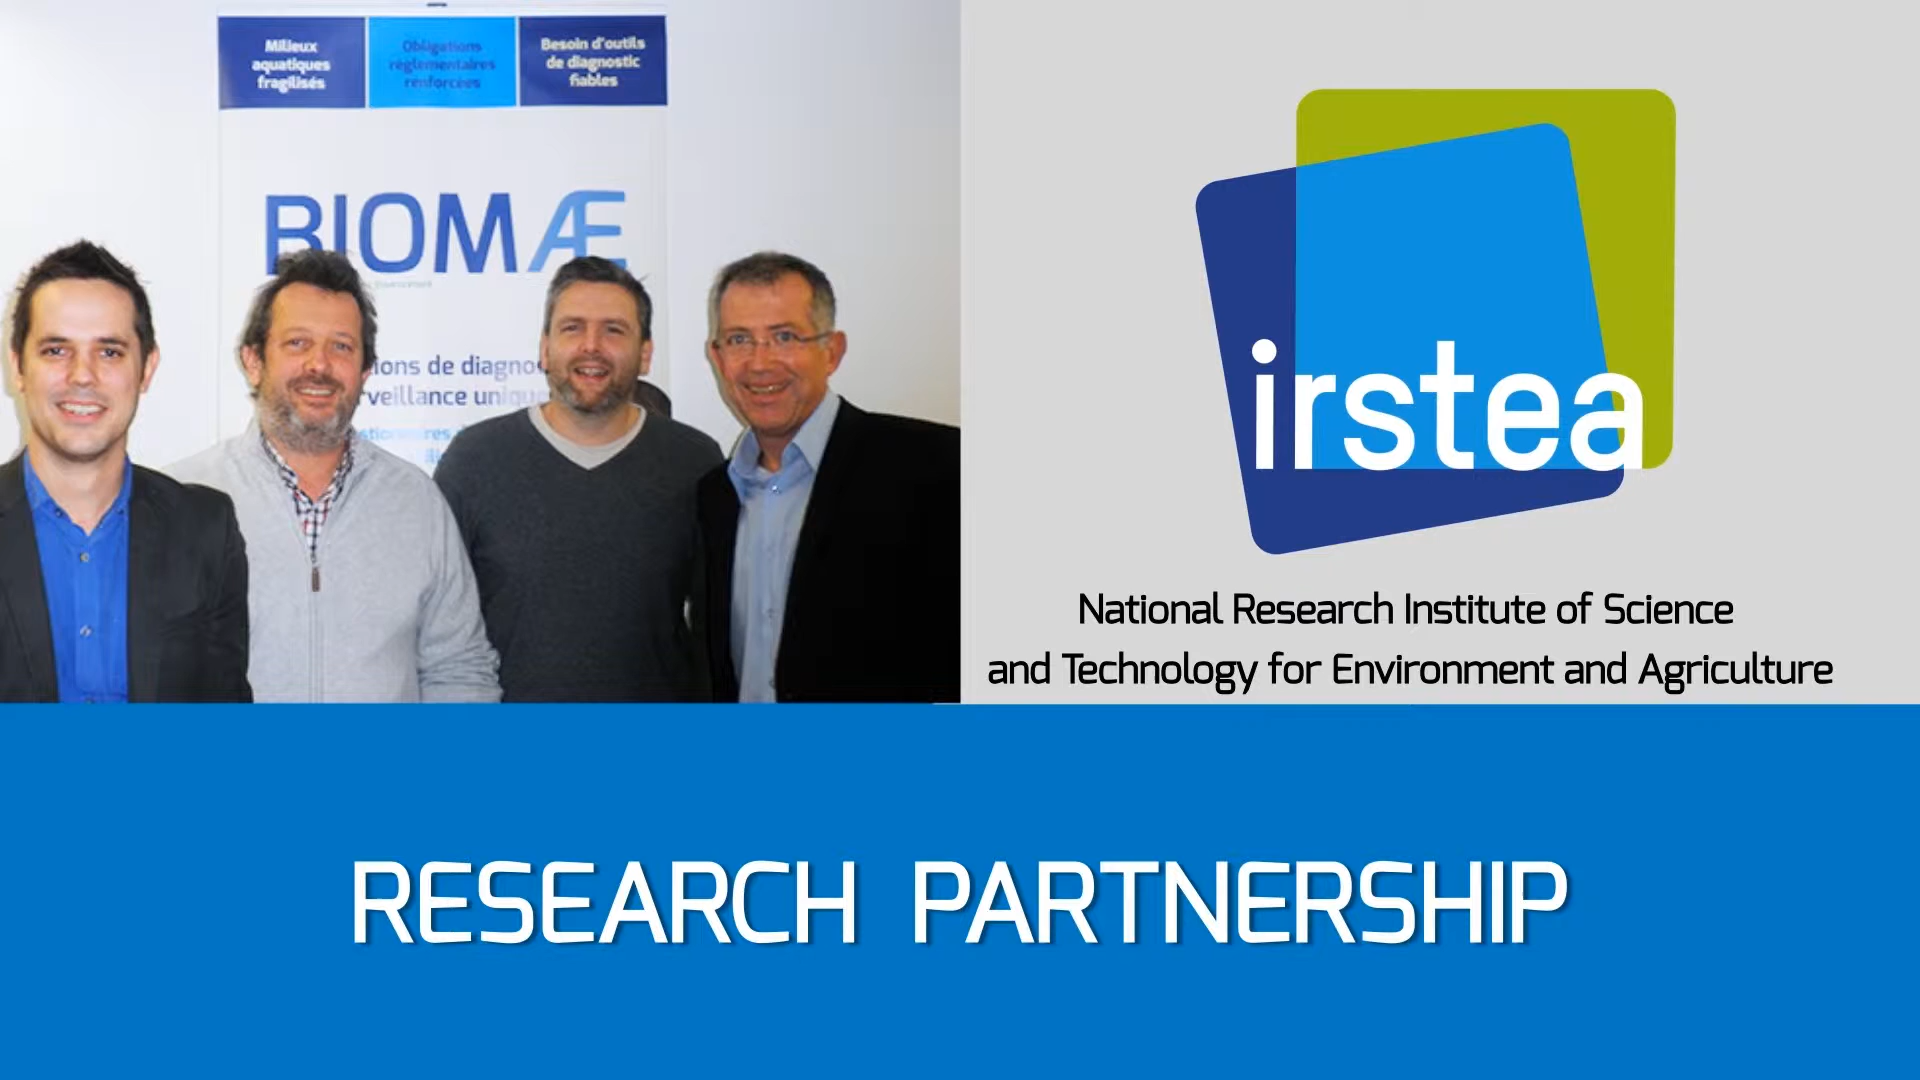 Milieux
aquatiques
fragilisés
Obligations
réglementaires
renforcées
Besoin d'outils
de diagnostic
fiables
BIOMÆ
ions de diagno
rveillance uniqu
irstea
National Research Institute of Science
and Technology for Environment and Agriculture
RESEARCH PARTNERSHIP